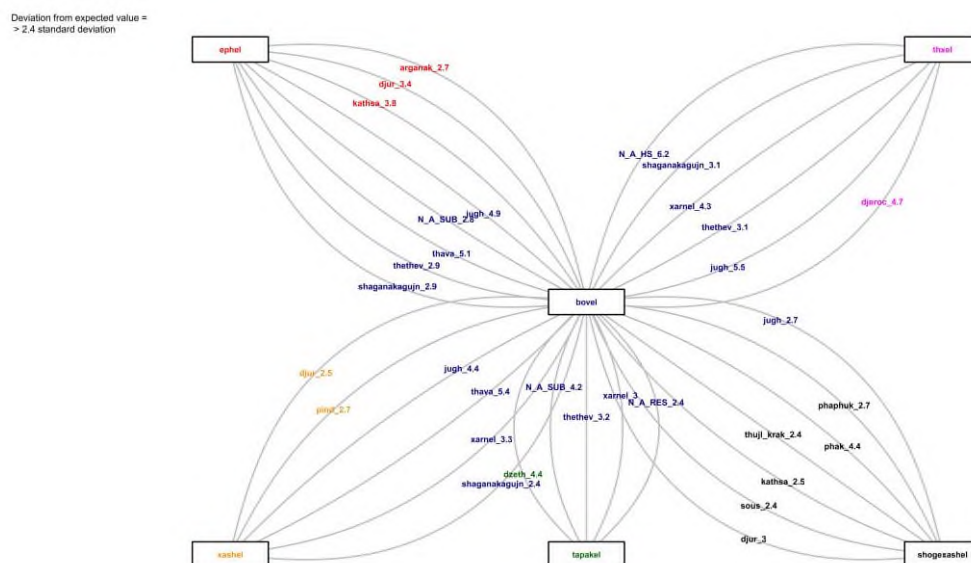 Deviation from expected value =
> 2.4 standard deviation
ephel
thxel
arganak_2.7
djur_3.4
kathsa_3.8
N_A_HS_6.2
shaganakagujn_3.1
djeroc_4.7
xarnel_4.3
jugh_4.9
N_A_SUB_2.8
thethev_3.1
thava_5.1
thethev_2.9
jugh_5.5
shaganakagujn_2.9
bovel
jugh_2.7
jugh_4.4
djur_2.5
thava_5.4
N_A_SUB_4.2
xarnel_3
N_A_RES_2.4
pind_2.7
phaphuk_2.7
thethev_3.2
thujl_krak_2.4
xarnel_3.3
phak_4.4
dzeth_4.4
shaganakagujn_2.4
kathsa_2.5
sous_2.4
djur_3
xashel
tapakel
shogexashel